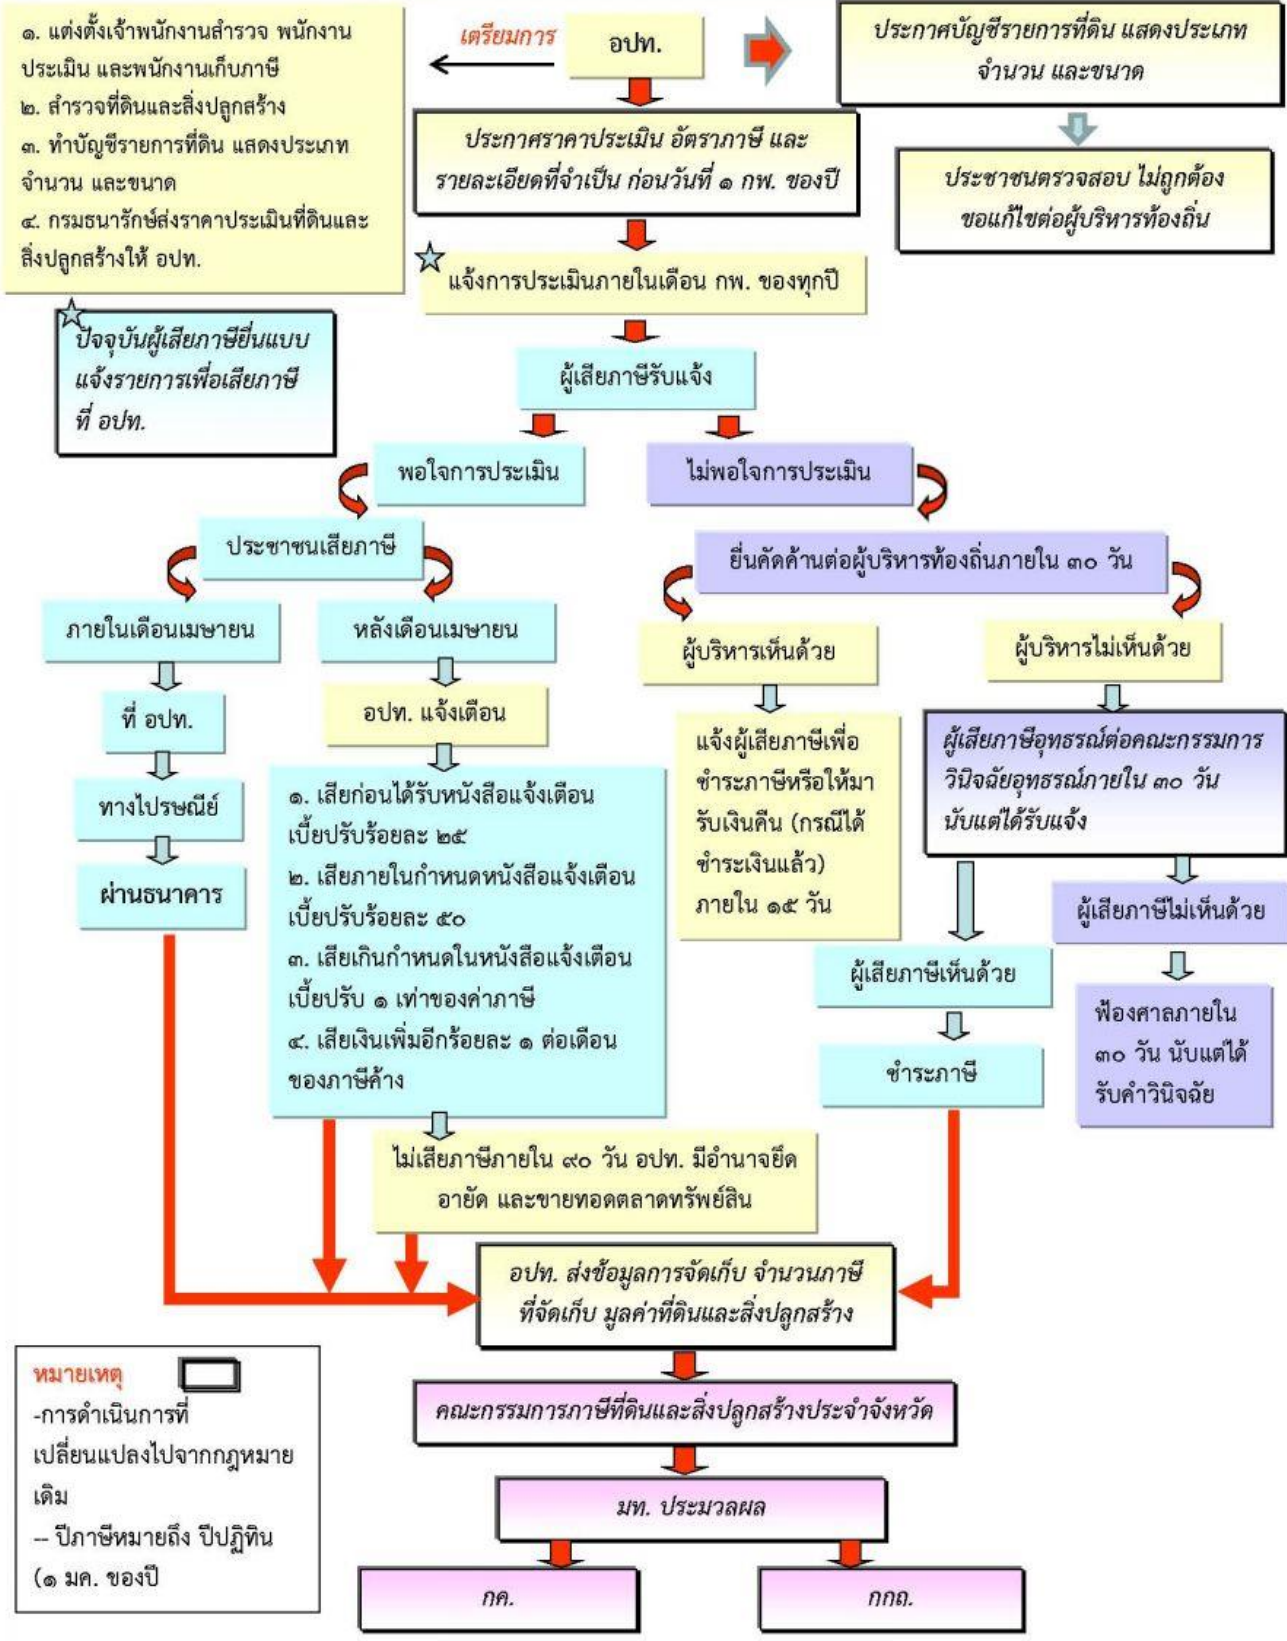 ๑. แต่งตั้งเจ้าพนักงานสำรวจ พนักงาน
ประเมิน และพนักงานเก็บภาษี
๒. สำรวจที่ดินและสิ่งปลูกสร้าง
๓. ทำบัญชีรายการที่ดิน แสดงประเภท
จำนวน และขนาด
๔. กรมธนารักษ์ส่งราคาประเมินที่ดินและ
สิ่งปลูกสร้างให้ อปท.
เตรียมการ
อปท.
ประกาศบัญชีรายการที่ดิน แสดงประเภท
จำนวน และขนาด
ประกาศราคาประเมิน อัตราภาษี และ
รายละเอียดที่จำเป็น ก่อนวันที่ ๑ กพ. ของปี
ประชาชนตรวจสอบ ไม่ถูกต้อง
ขอแก้ไขต่อผู้บริหารท้องถิ่น
แจ้งการประเมินภายในเดือน กพ. ของทุกปี
ปัจจุบันผู้เสียภาษียื่นแบบ
แจ้งรายการเพื่อเสียภาษี
ที่ อปท.
ผู้เสียภาษีรับแจ้ง
พอใจการประเมิน
ไม่พอใจการประเมิน
ประชาชนเสียภาษี
ยื่นคัดค้านต่อผู้บริหารท้องถิ่นภายใน ๓๐ วัน
ภายในเดือนเมษายน
หลังเดือนเมษายน
ผู้บริหารเห็นด้วย
ผู้บริหารไม่เห็นด้วย
ที่ อปท.
อปท. แจ้งเตือน
ทางไปรษณีย์
ผ่านธนาคาร
๑. เสียก่อนได้รับหนังสือแจ้งเตือน
เบี้ยปรับร้อยละ ๒๕
๒. เสียภายในกำหนดหนังสือแจ้งเตือน
เบี้ยปรับร้อยละ ๕๐
๓. เสียเกินกำหนดในหนังสือแจ้งเตือน
เบี้ยปรับ ๑ เท่าของค่าภาษี
๔. เสียเงินเพิ่มอีกร้อยละ ๑ ต่อเดือน
ของภาษีค้าง
แจ้งผู้เสียภาษีเพื่อ
ชำระภาษีหรือให้มา
รับเงินคืน (กรณีได้
ชำระเงินแล้ว)
ภายใน ๑๕ วัน
ผู้เสียภาษีอุทธรณ์ต่อคณะกรรมการ
วินิจฉัยอุทธรณ์ภายใน ๓๐ วัน
นับแต่ได้รับแจ้ง
ผู้เสียภาษีไม่เห็นด้วย
ผู้เสียภาษีเห็นด้วย
ฟ้องศาลภายใน
๓๐ วัน นับแต่ได้
รับคำวินิจฉัย
ชำระภาษี
ไม่เสียภาษีภายใน ๙๐ วัน อปท. มีอำนาจยึด
อายัด และขายทอดตลาดทรัพย์สิน
อปท. ส่งข้อมูลการจัดเก็บ จำนวนภาษี
ที่จัดเก็บ มูลค่าที่ดินและสิ่งปลูกสร้าง
คณะกรรมการภาษีที่ดินและสิ่งปลูกสร้างประจำจังหวัด
มท. ประมวลผล
กค.
กกถ.
หมายเหตุ
-การดำเนินการที่
เปลี่ยนแปลงไปจากกฎหมาย
เดิม
-- ปีภาษีหมายถึง ปีปฏิทิน
(๑ มค. ของปี